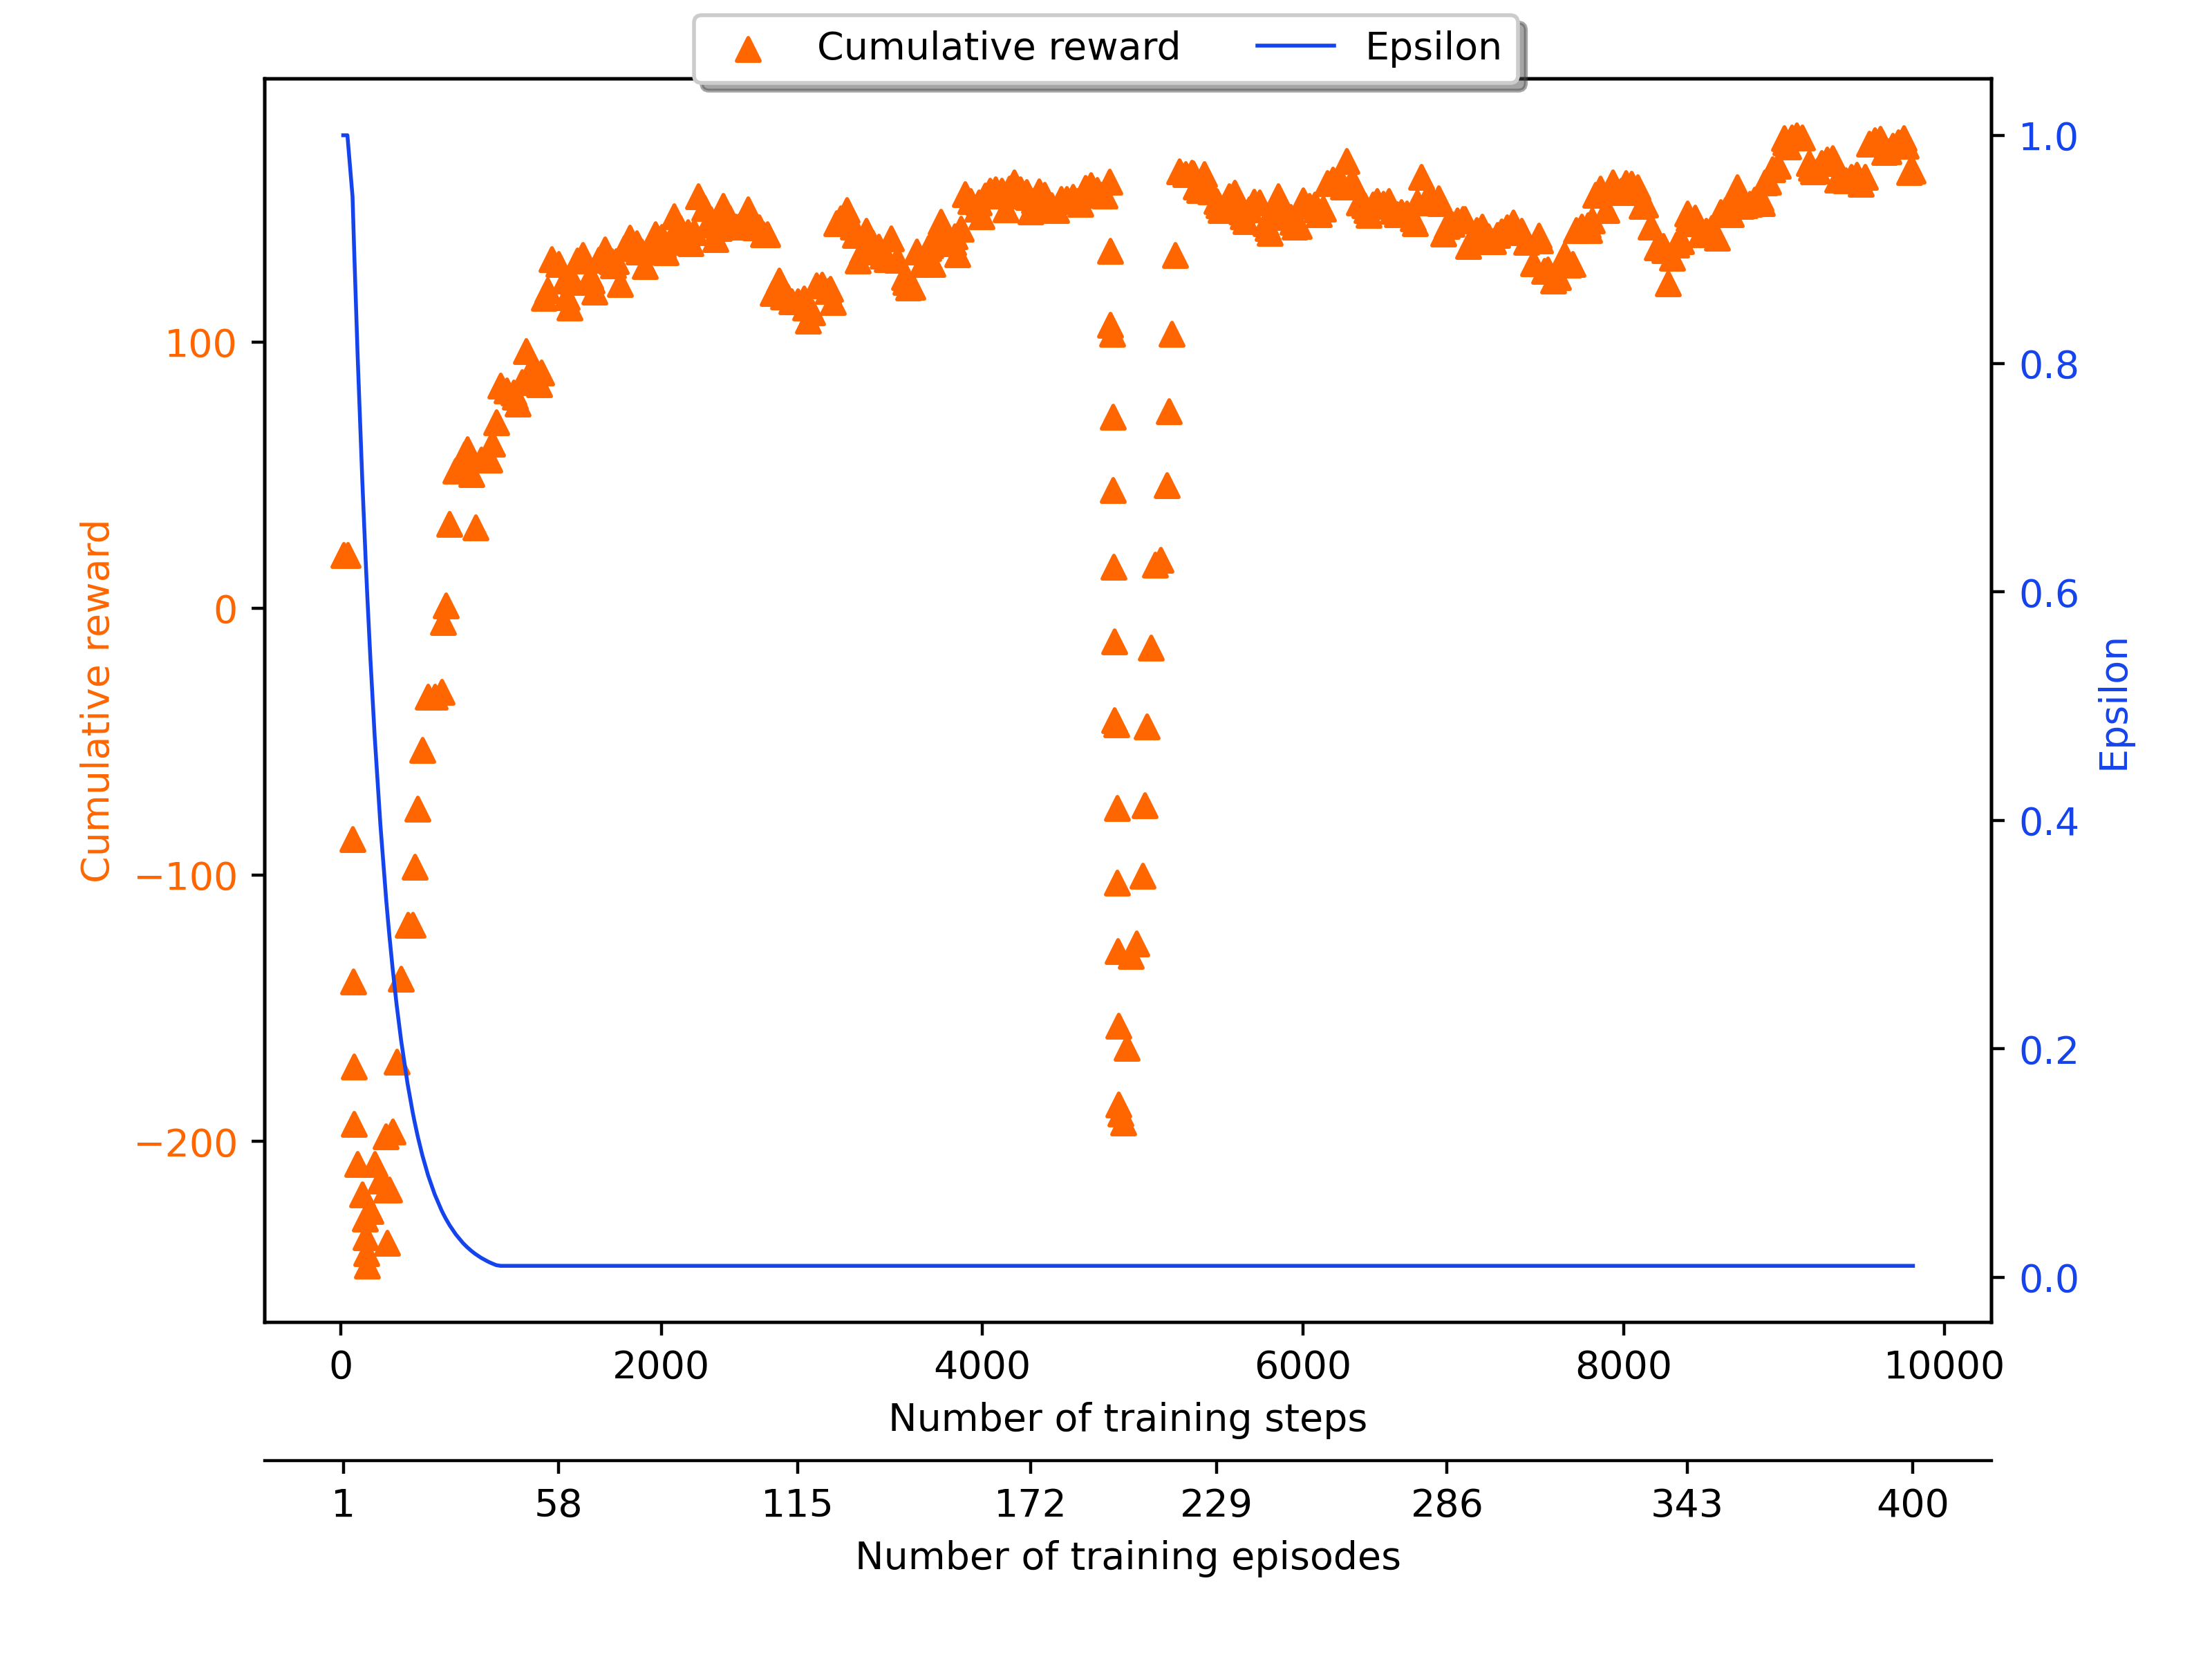 Cumulative reward
Epsilon
100
0
−100
−200
Cumulative reward
1.0
0.8
0.6
0.4
0.2
0.0
Epsilon
0 2000 4000 6000 8000 10000
Number of training steps
1 58 115 172 229 286 343 400
Number of training episodes